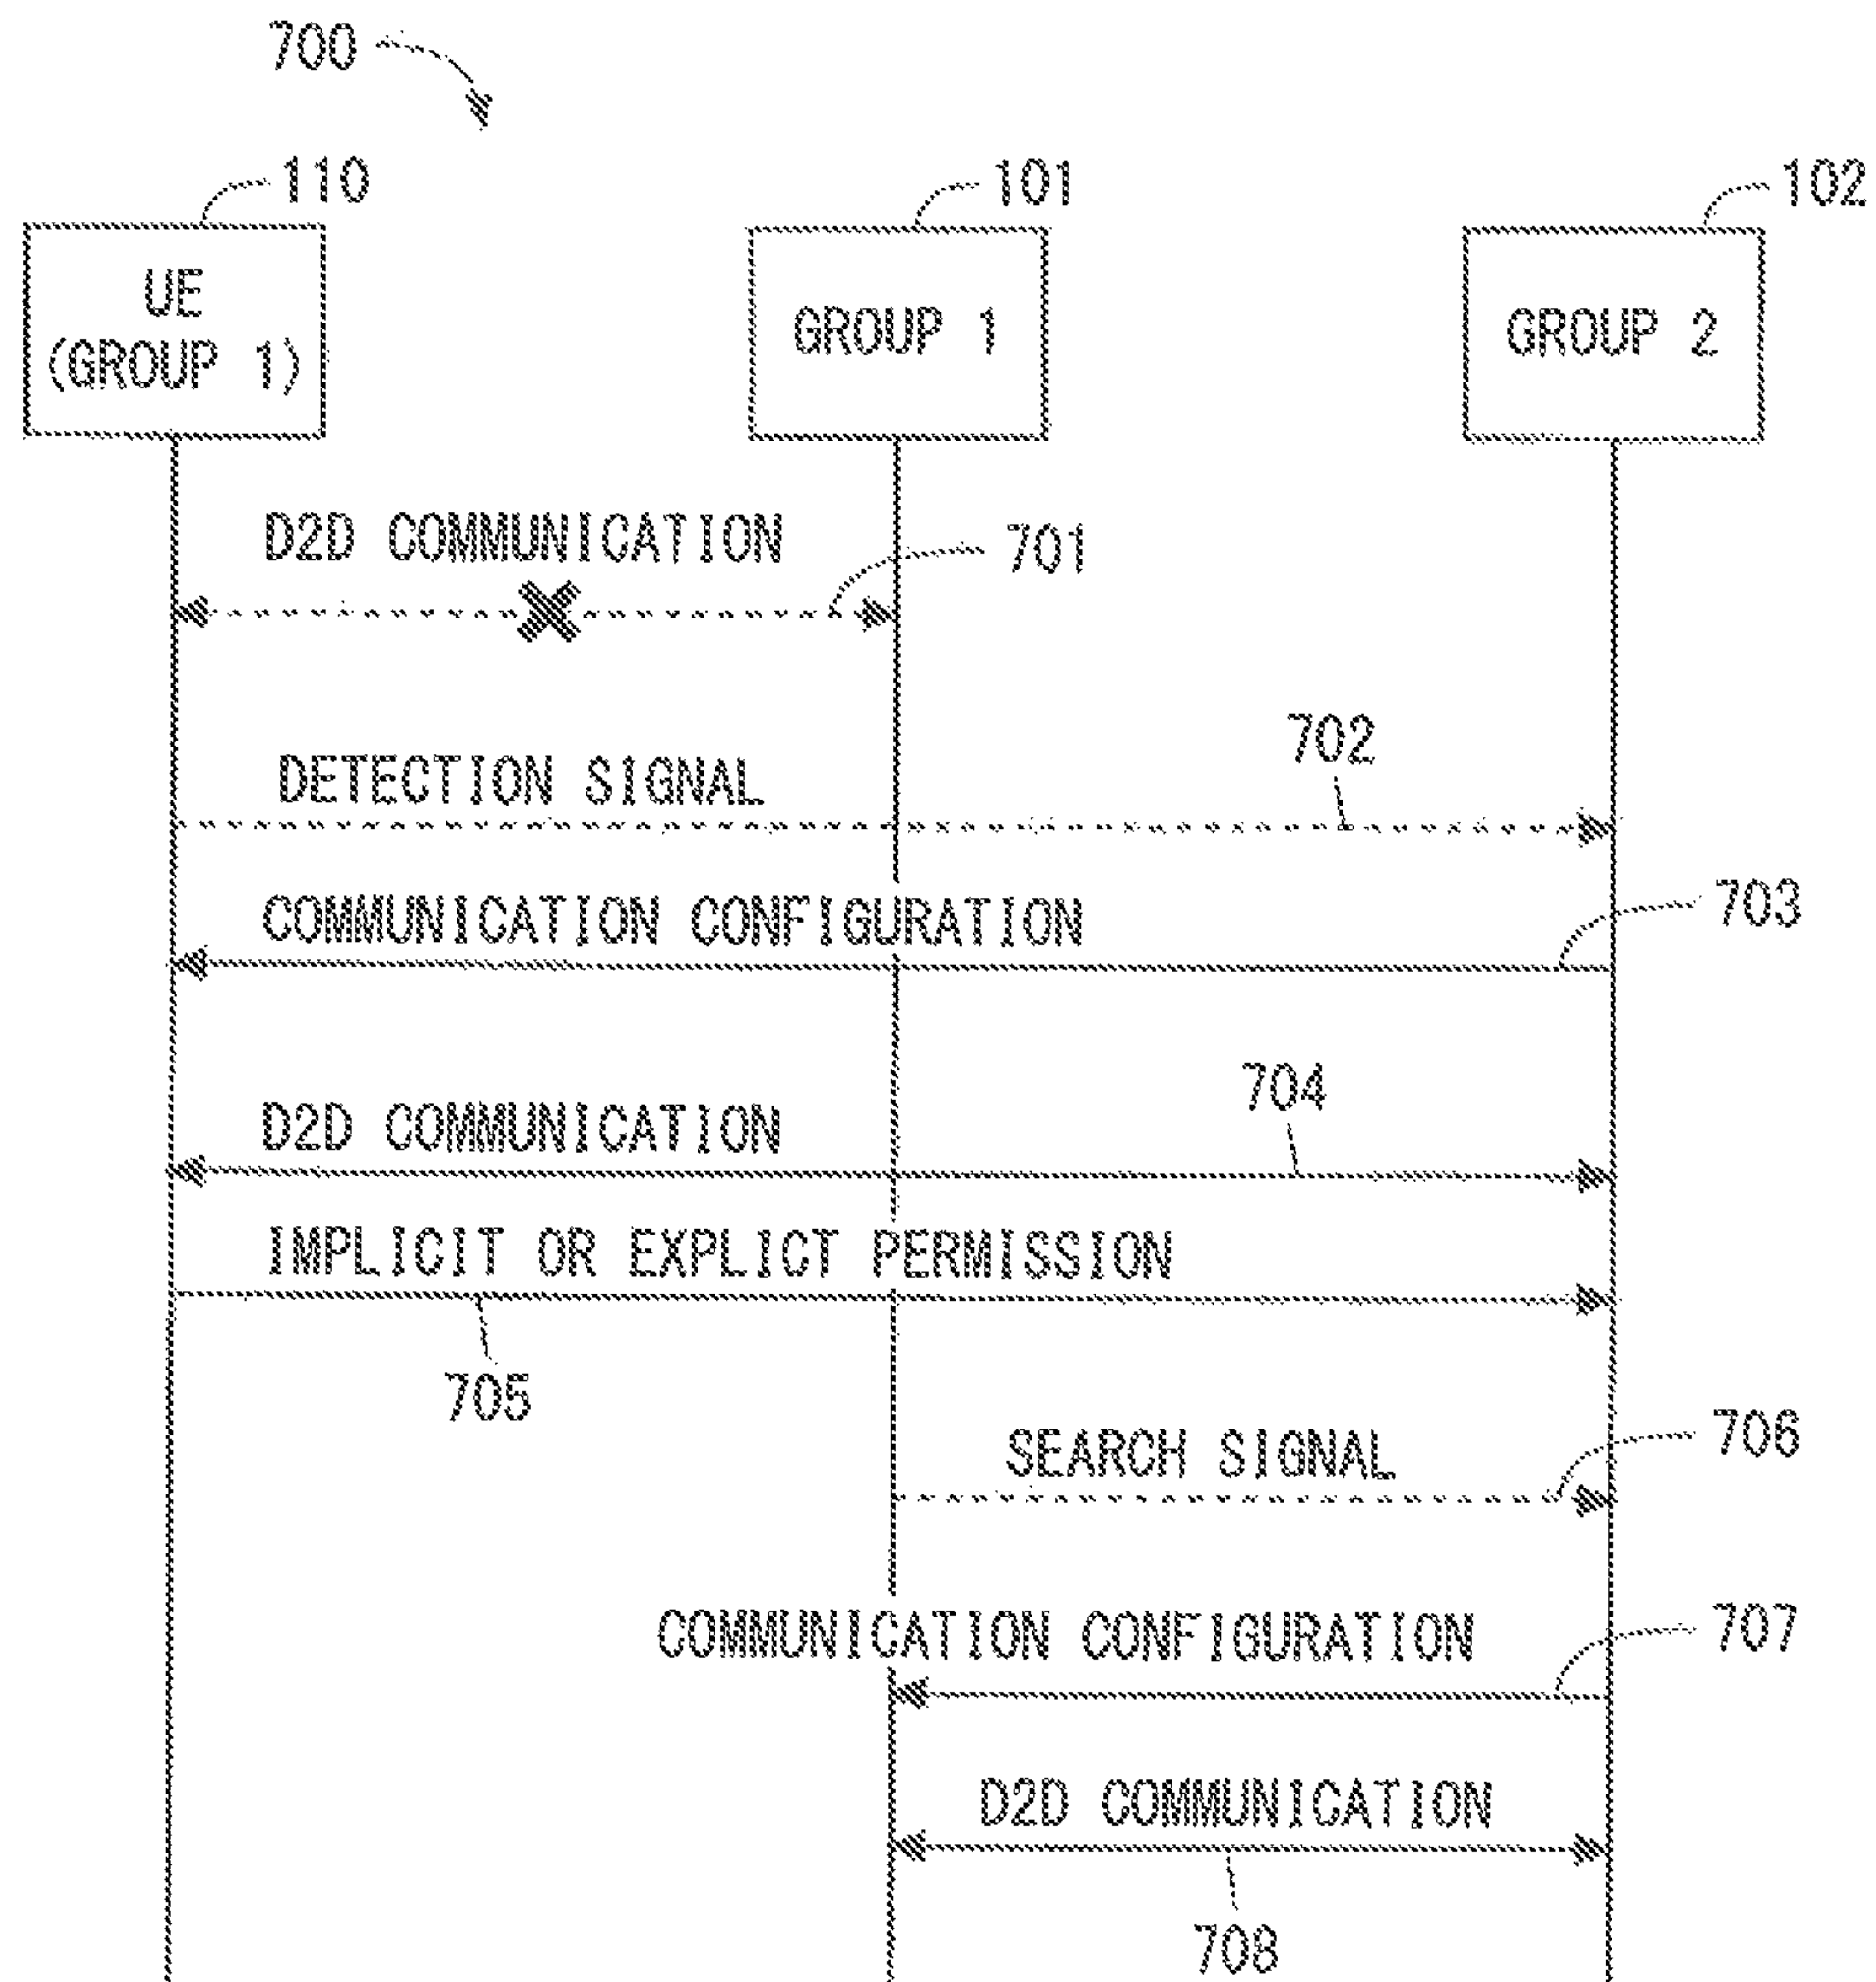 700
110
101
102
UE
(GROUP 1)
GROUP 1
GROUP 2
D2D COMMUNICATION
701
702
DETECTION SIGNAL
703
COMMUNICATION CONFIGURATION
704
D2D COMMUNICATION
IMPLICIT OR EXPLICT PERMISSION
705
706
SEARCH SIGNAL
707
COMMUNICATION CONFIGURATION
D2D COMMUNICATION
708